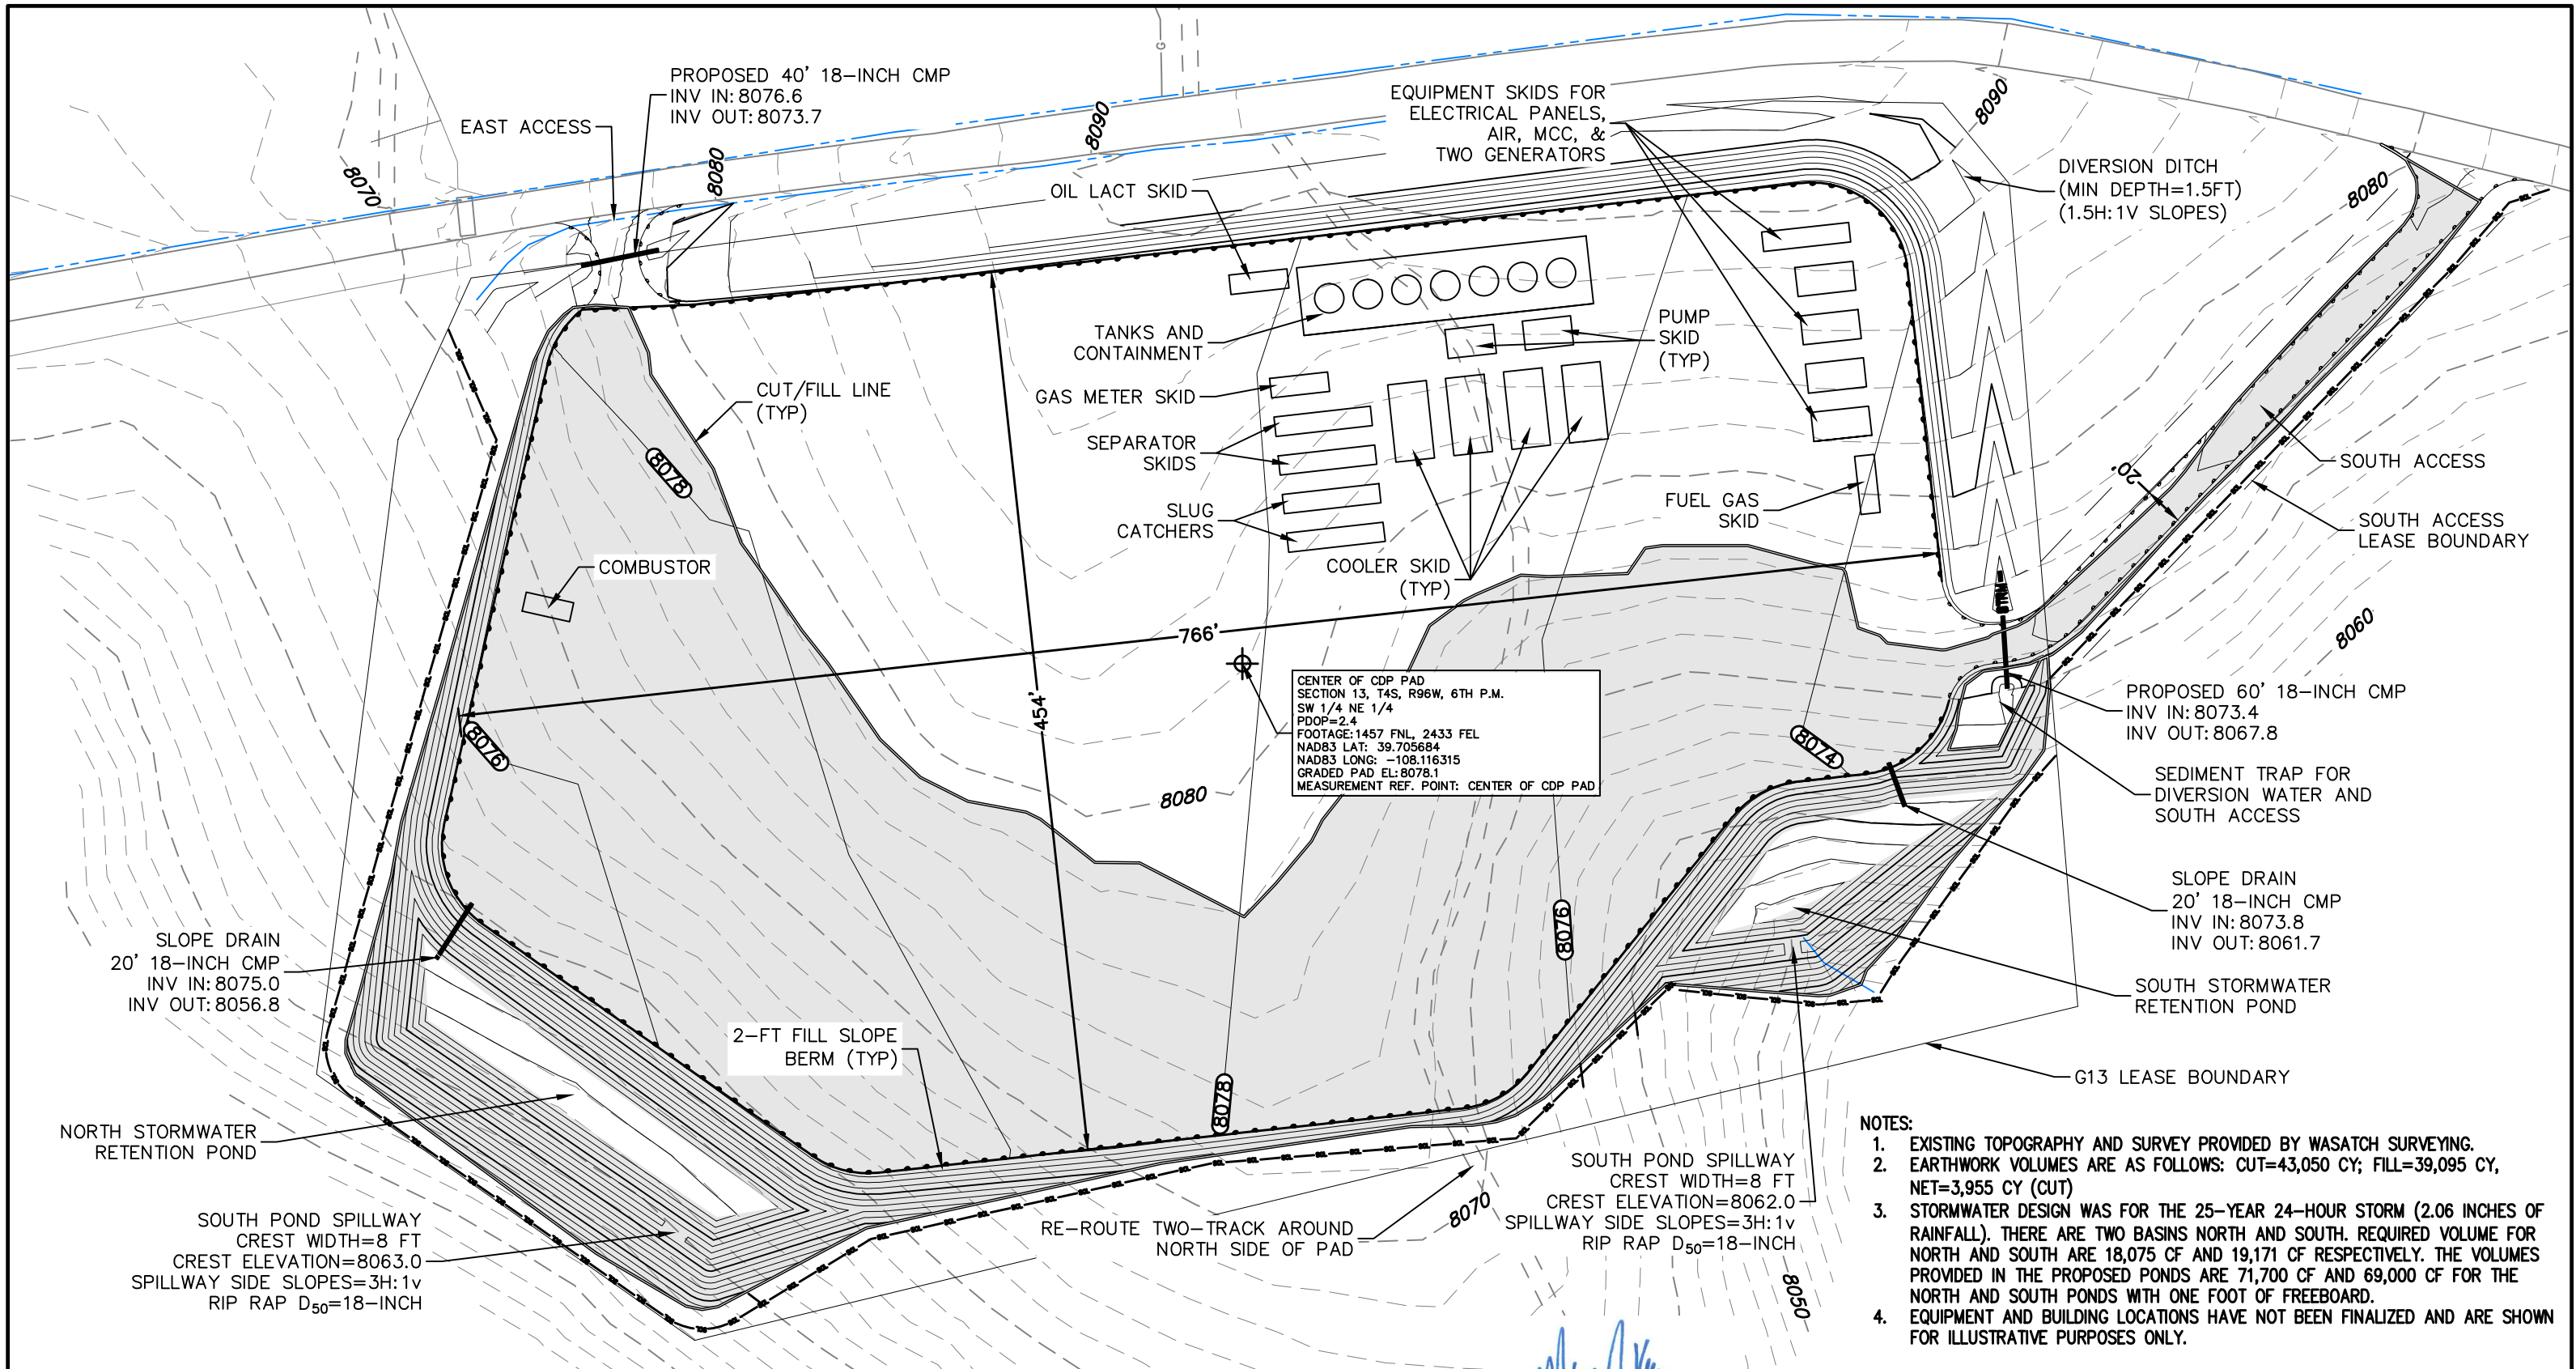 PROPOSED 40' 18-INCH CMP
INV IN: 8076.6
INV OUT: 8073.7
EAST ACCESS
8070
8080
8090
G
EQUIPMENT SKIDS FOR
ELECTRICAL PANELS,
AIR, MCC, &
TWO GENERATORS
8090
DIVERSION DITCH
(MIN DEPTH=1.5FT)
(1.5H:1V SLOPES)
8080
OIL LACT SKID
TANKS AND
CONTAINMENT
PUMP
SKID
(TYP)
CUT/FILL LINE
(TYP)
GAS METER SKID
SEPARATOR
SKIDS
SLUG
CATCHERS
FUEL GAS
SKID
COOLER SKID
(TYP)
SOUTH ACCESS
20'
SOUTH ACCESS
LEASE BOUNDARY
8078
COMBUSTOR
766'
454'
8060
CENTER OF CDP PAD
SECTION 13, T4S, R96W, 6TH P.M.
SW 1/4 NE 1/4
PDOP=2.4
FOOTAGE: 1457 FNL, 2433 FEL
NAD83 LAT: 39.705684
NAD83 LONG: -108.116315
GRADED PAD EL: 8078.1
MEASUREMENT REF. POINT: CENTER OF CDP PAD
PROPOSED 60' 18-INCH CMP
INV IN: 8073.4
INV OUT: 8067.8
8076
8074
8080
SEDIMENT TRAP FOR
DIVERSION WATER AND
SOUTH ACCESS
SLOPE DRAIN
20' 18-INCH CMP
INV IN: 8073.8
INV OUT: 8061.7
8076
SLOPE DRAIN
20' 18-INCH CMP
INV IN: 8075.0
INV OUT: 8056.8
SOUTH STORMWATER
RETENTION POND
2-FT FILL SLOPE
BERM (TYP)
8078
G13 LEASE BOUNDARY
NORTH STORMWATER
RETENTION POND
SOUTH POND SPILLWAY
CREST WIDTH=8 FT
CREST ELEVATION=8063.0
SPILLWAY SIDE SLOPES=3H:1v
RIP RAP D50=18-INCH
RE-ROUTE TWO-TRACK AROUND
NORTH SIDE OF PAD
8070
SOUTH POND SPILLWAY
CREST WIDTH=8 FT
CREST ELEVATION=8062.0
SPILLWAY SIDE SLOPES=3H:1v
RIP RAP D50=18-INCH
8050
NOTES:
1. EXISTING TOPOGRAPHY AND SURVEY PROVIDED BY WASATCH SURVEYING.
2. EARTHWORK VOLUMES ARE AS FOLLOWS: CUT=43,050 CY; FILL=39,095 CY,
NET=3,955 CY (CUT)
3. STORMWATER DESIGN WAS FOR THE 25-YEAR 24-HOUR STORM (2.06 INCHES OF
RAINFALL). THERE ARE TWO BASINS NORTH AND SOUTH. REQUIRED VOLUME FOR
NORTH AND SOUTH ARE 18,075 CF AND 19,171 CF RESPECTIVELY. THE VOLUMES
PROVIDED IN THE PROPOSED PONDS ARE 71,700 CF AND 69,000 CF FOR THE
NORTH AND SOUTH PONDS WITH ONE FOOT OF FREEBOARD.
4. EQUIPMENT AND BUILDING LOCATIONS HAVE NOT BEEN FINALIZED AND ARE SHOWN
FOR ILLUSTRATIVE PURPOSES ONLY.